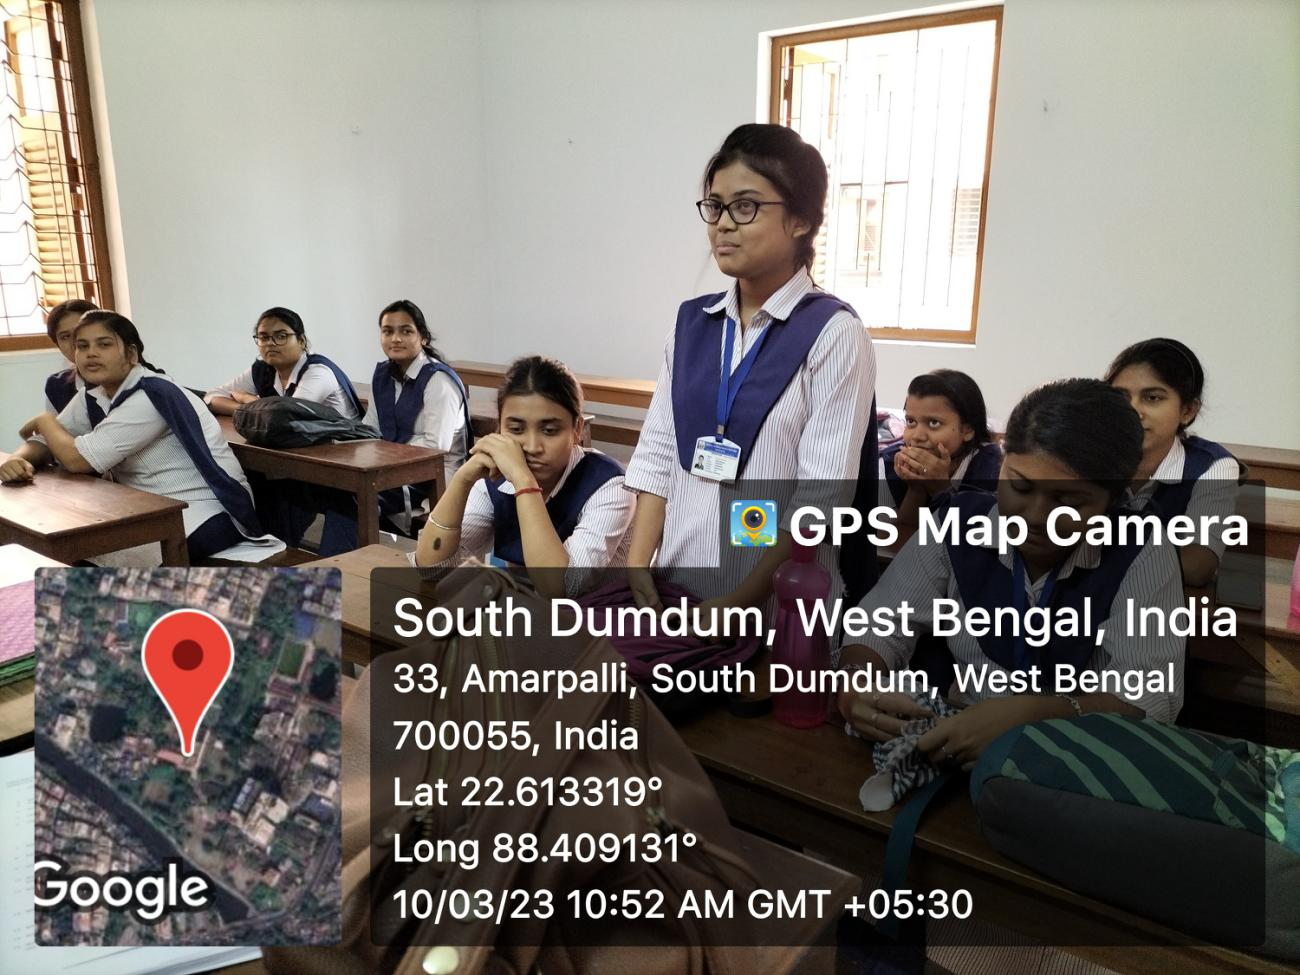 GPS Map Camera
South Dumdum, West Bengal, India
33, Amarpalli, South Dumdum, West Bengal
700055, India
Lat 22.613319°
Long 88.409131°
10/03/23 10:52 AM GMT +05:30
Google